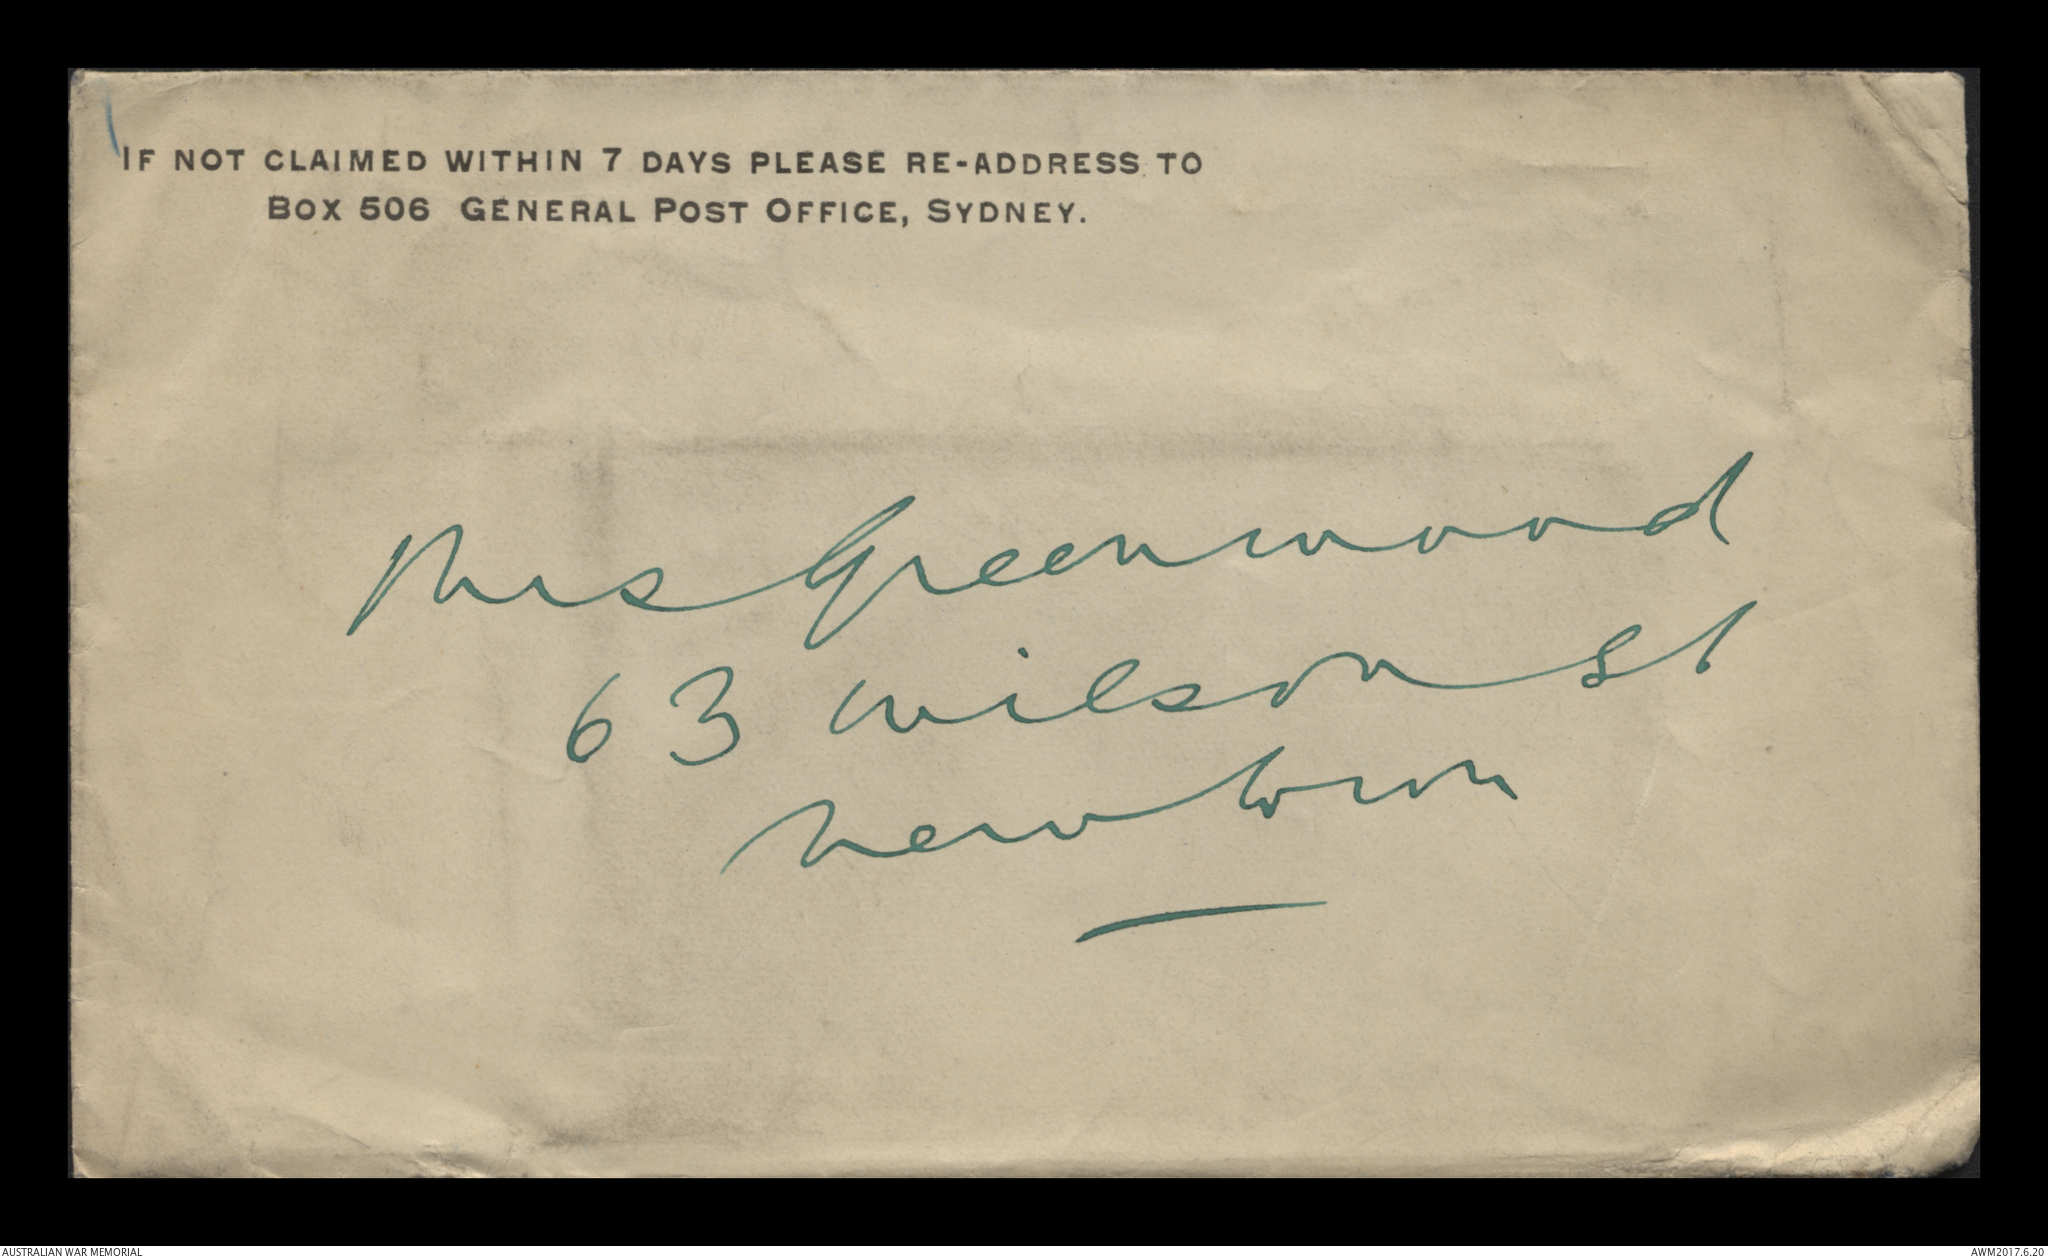 IF NOT CLAIMED WITHIN 7 DAYS PLEASE RE-ADDRESS TO
BOX 506 GENERAL POST OFFICE, SYDNEY.
Mrs Greenwood
63 Wilson St
Newtown
AUSTRALIAN WAR MEMORIAL AWM2017.6.20